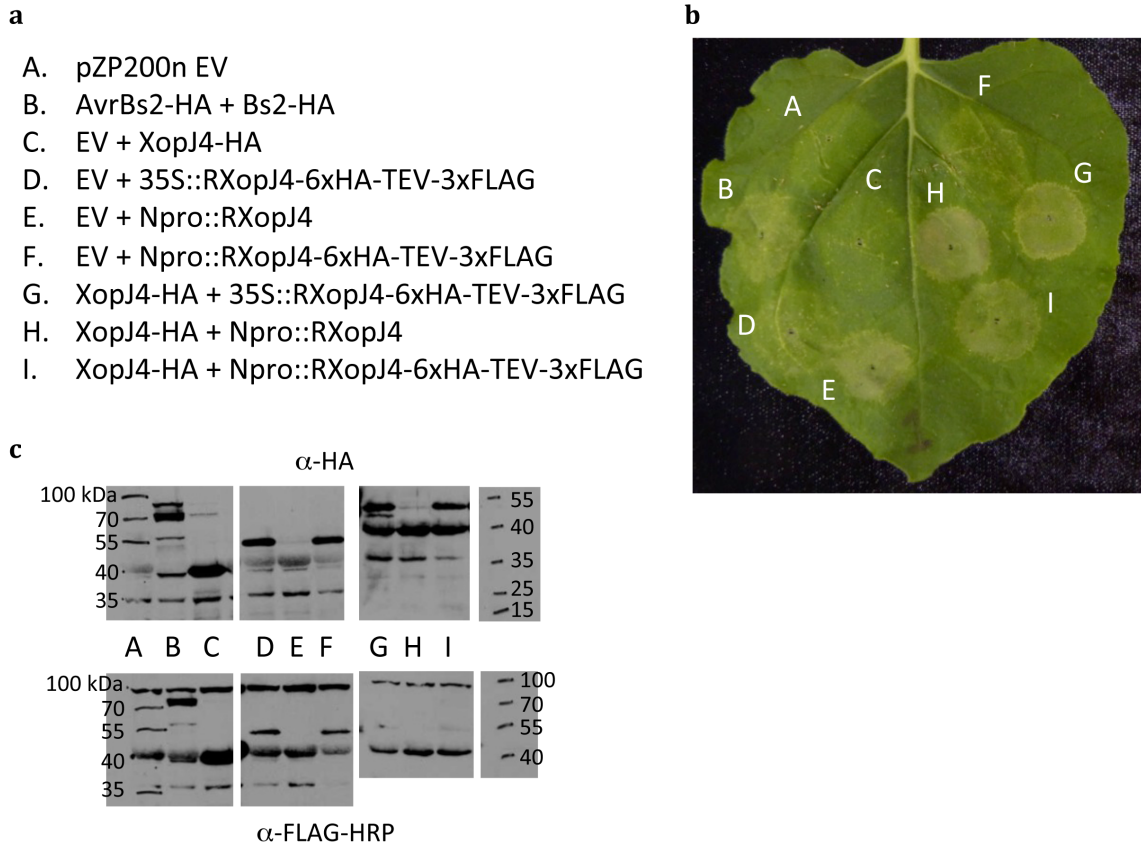 a
A. pZP200n EV
B. AvrBs2-HA + Bs2-HA
C. EV + XopJ4-HA
D. EV + 35S::RXopJ4-6xHA-TEV-3xFLAG
E. EV + Npro::RXopJ4
F. EV + Npro::RXopJ4-6xHA-TEV-3xFLAG
G. XopJ4-HA + 35S::RXopJ4-6xHA-TEV-3xFLAG
H. XopJ4-HA + Npro::RXopJ4
I. XopJ4-HA + Npro::RXopJ4-6xHA-TEV-3xFLAG
b
F
A
G
C
B
H
I
D
E
c
α-HA
100 kDa
70
55
40
35
55
40
35
25
15
A B C D E F G H I
100 kDa
70
55
40
35
100
70
55
40
α-FLAG-HRP